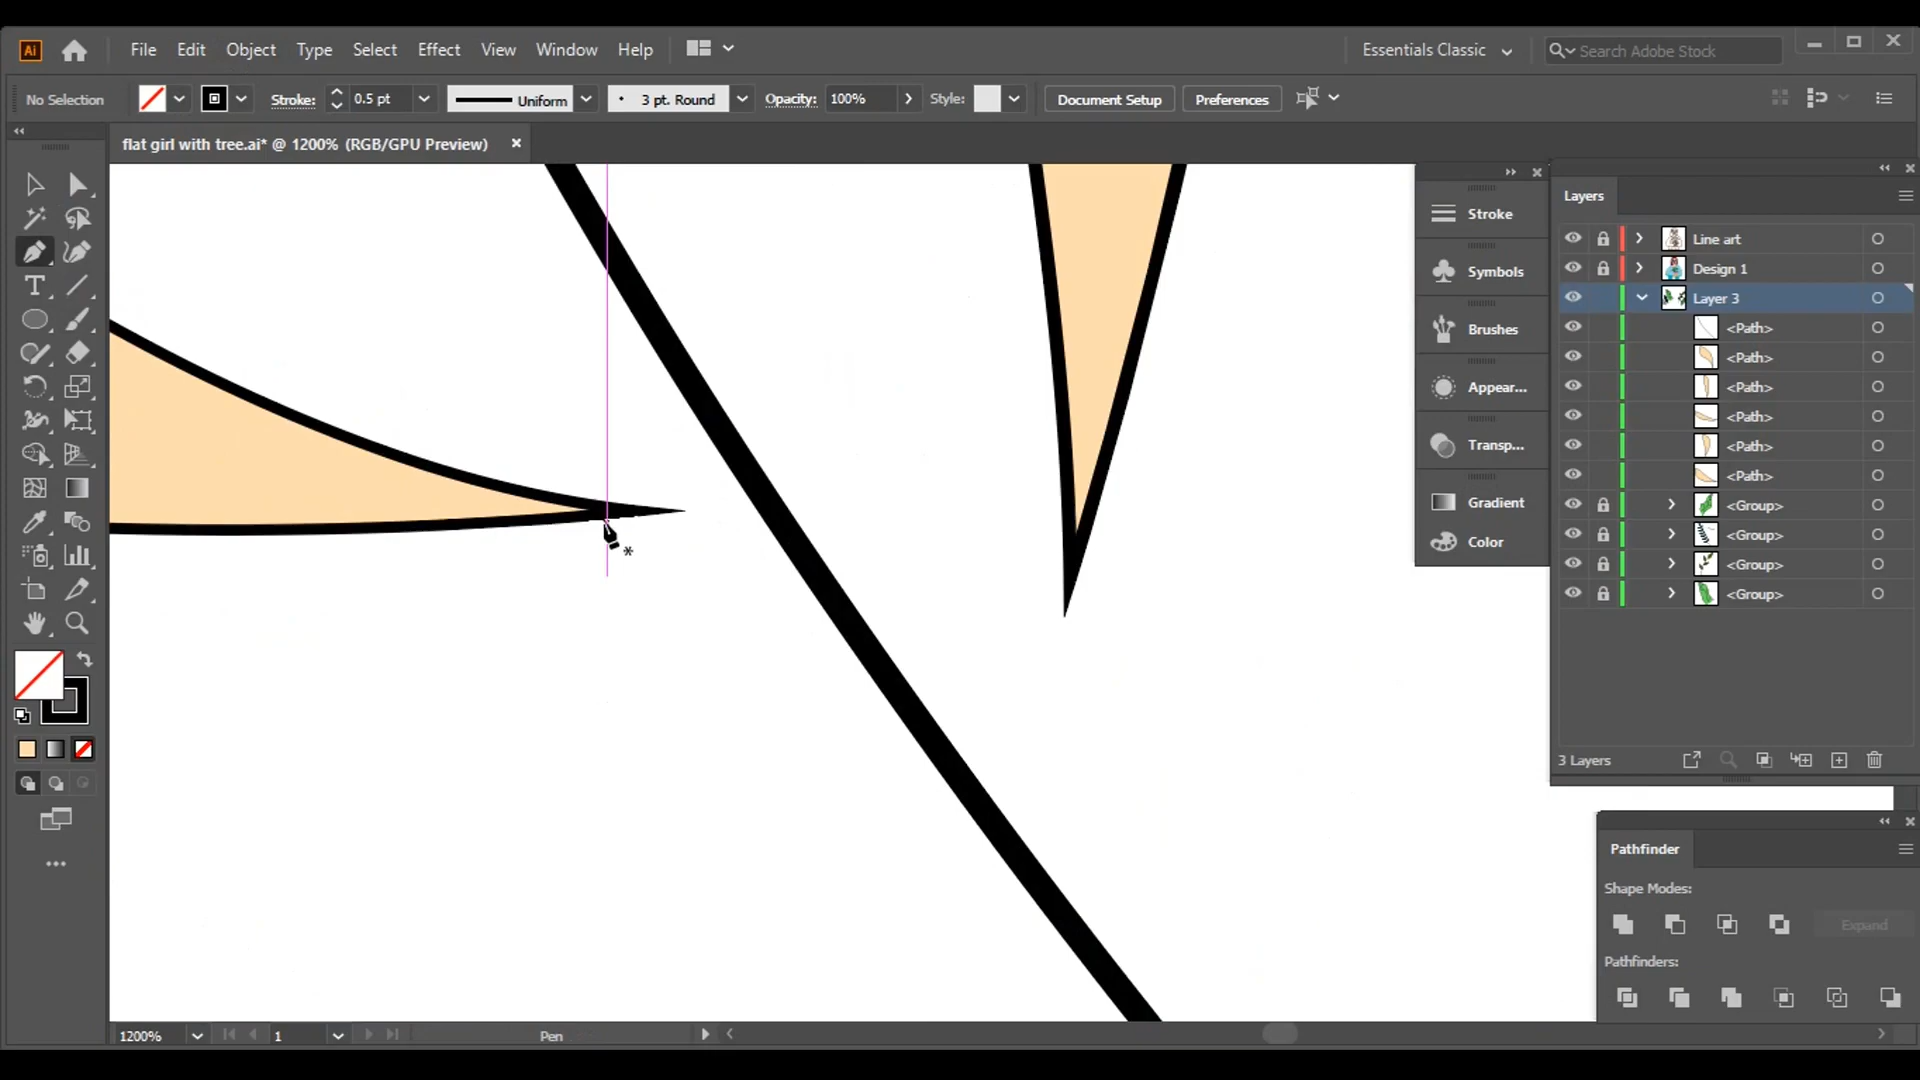 Ai File Edit Object Type Select Effect View Window Help Essentials Classic Search Adobe Stock
No Selection Stroke: 0.5 pt Uniform 3 pt. Round Opacity: 100% Style: Document Setup Preferences
flat girl with tree.ai* @ 1200% (RGB/GPU Preview)
Stroke
Symbols
Brushes
Appear...
Transp...
Gradient
Color
Layers
Line art
Design 1
Layer 3
<Path>
<Path>
<Path>
<Path>
<Path>
<Path>
<Group>
<Group>
<Group>
<Group>
3 Layers
Pathfinder
Shape Modes:
Expand
Pathfinders:
1200% 1 Pen